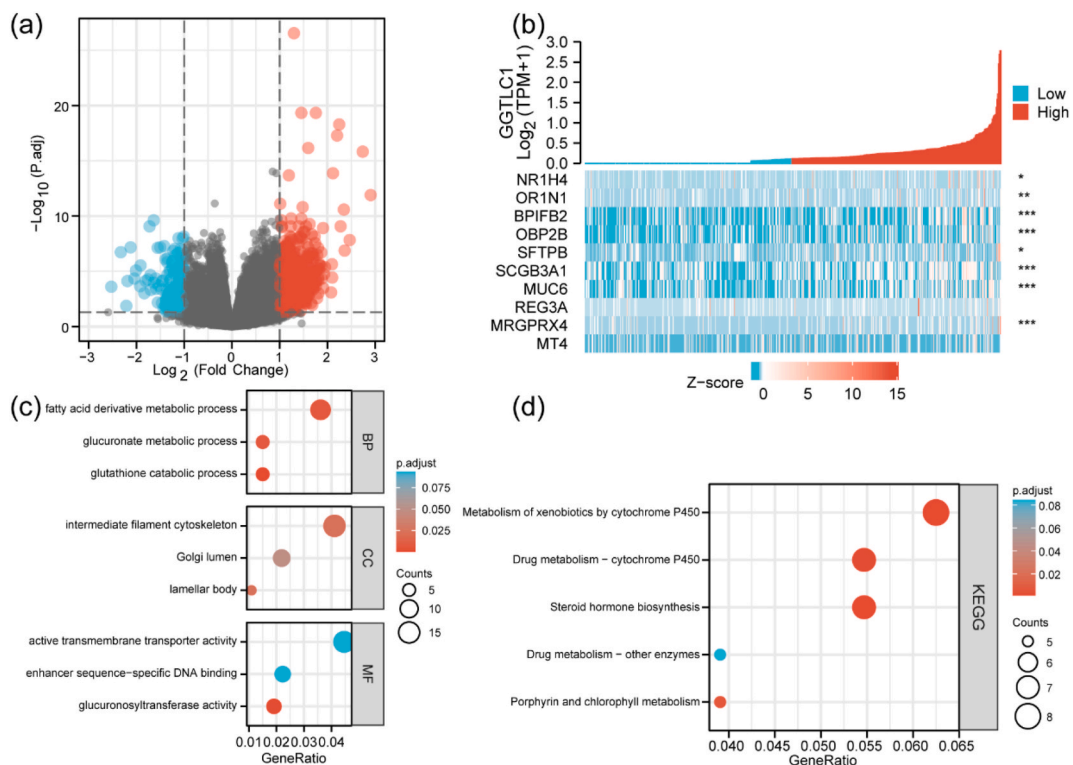 (a)
20
10
0
-Log10 (P.adj)
−3 −2 −1 0 1 2 3
Log2 (Fold Change)
(b)
GGTLC1
Log2 (TPM+1)
3.0
2.5
2.0
1.5
1.0
0.5
0.0
Low
High
NR1H4 *
OR1N1 **
BPIFB2 ***
OBP2B ***
SFTPB *
SCGB3A1 ***
MUC6 ***
REG3A
MRGPRX4 ***
MT4
Z-score
0 5 10 15
(c)
fatty acid derivative metabolic process
glucuronate metabolic process
glutathione catabolic process
BP
intermediate filament cytoskeleton
Golgi lumen
lamellar body
CC
active transmembrane transporter activity
enhancer sequence−specific DNA binding
glucuronosyltransferase activity
MF
0.01 0.02 0.03 0.04
GeneRatio
p.adjust
0.075
0.050
0.025
Counts
5
10
15
(d)
Metabolism of xenobiotics by cytochrome P450
Drug metabolism − cytochrome P450
Steroid hormone biosynthesis
Drug metabolism − other enzymes
Porphyrin and chlorophyll metabolism
KEGG
0.040 0.045 0.050 0.055 0.060 0.065
GeneRatio
p.adjust
0.08
0.06
0.04
0.02
Counts
5
6
7
8